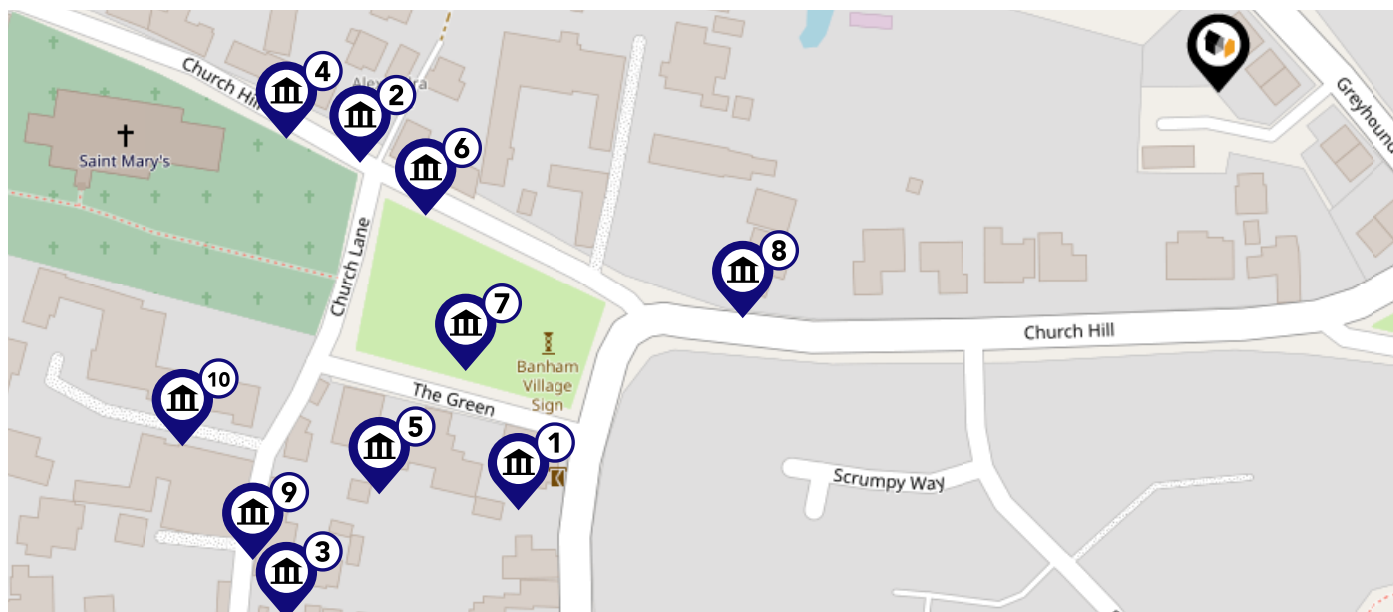 4
Church Hill
2
6
Saint Mary's
Greyhound
Church Lane
8
7
Church Hill
Banham
Village
Sign
10
The Green
5
1
Scrumpy Way
9
3